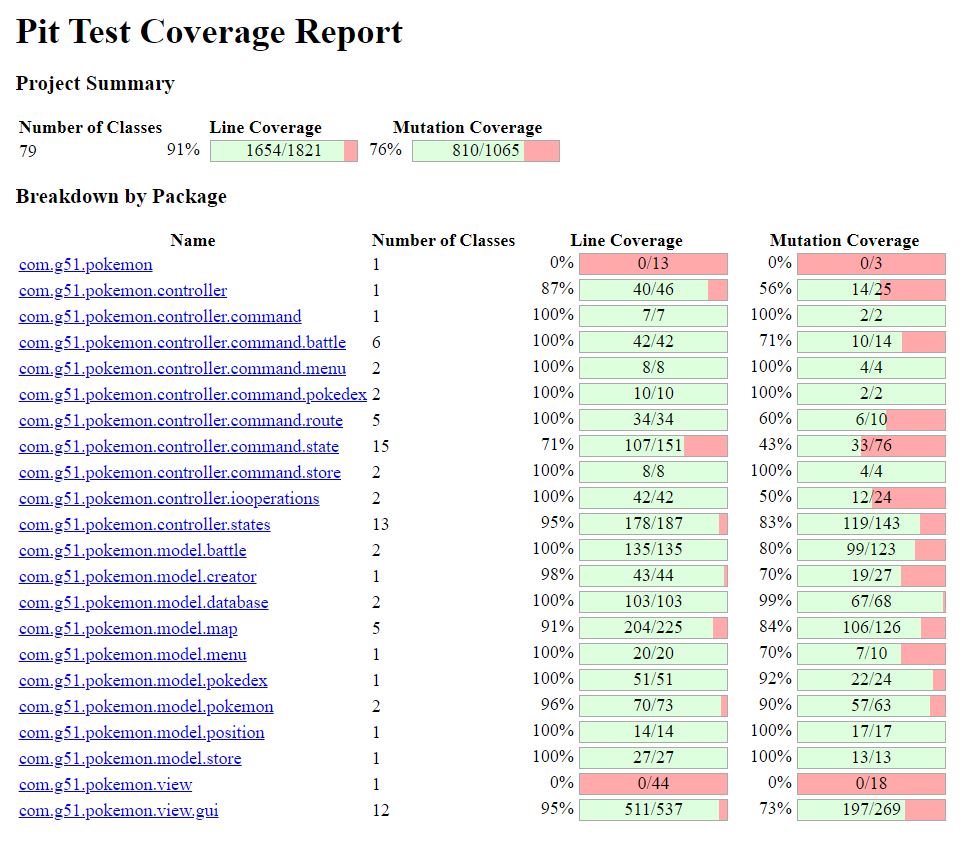 Pit Test Coverage Report
Project Summary
Number of Classes Line Coverage Mutation Coverage
79 91% 1654/1821 76% 810/1065
Breakdown by Package
Name Number of Classes Line Coverage Mutation Coverage
com.g51.pokemon 1 0% 0/13 0% 0/3
com.g51.pokemon.controller 1 87% 40/46 56% 14/25
com.g51.pokemon.controller.command 1 100% 7/7 100% 2/2
com.g51.pokemon.controller.command.battle 6 100% 42/42 71% 10/14
com.g51.pokemon.controller.command.menu 2 100% 8/8 100% 4/4
com.g51.pokemon.controller.command.pokedex 2 100% 10/10 100% 2/2
com.g51.pokemon.controller.command.route 5 100% 34/34 60% 6/10
com.g51.pokemon.controller.command.state 15 71% 107/151 43% 33/76
com.g51.pokemon.controller.command.store 2 100% 8/8 100% 4/4
com.g51.pokemon.controller.iooperations 2 100% 42/42 50% 12/24
com.g51.pokemon.controller.states 13 95% 178/187 83% 119/143
com.g51.pokemon.model.battle 2 100% 135/135 80% 99/123
com.g51.pokemon.model.creator 1 98% 43/44 70% 19/27
com.g51.pokemon.model.database 2 100% 103/103 99% 67/68
com.g51.pokemon.model.map 5 91% 204/225 84% 106/126
com.g51.pokemon.model.menu 1 100% 20/20 70% 7/10
com.g51.pokemon.model.pokedex 1 100% 51/51 92% 22/24
com.g51.pokemon.model.pokemon 2 96% 70/73 90% 57/63
com.g51.pokemon.model.position 1 100% 14/14 100% 17/17
com.g51.pokemon.model.store 1 100% 27/27 100% 13/13
com.g51.pokemon.view 1 0% 0/44 0% 0/18
com.g51.pokemon.view.gui 12 95% 511/537 73% 197/269